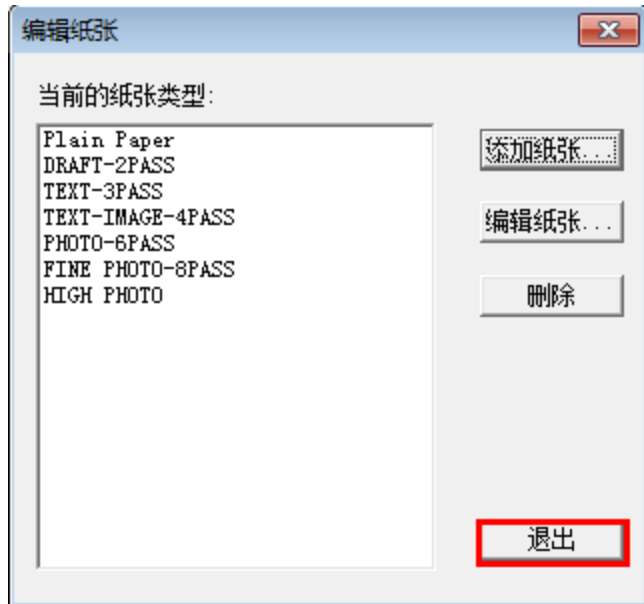 编辑纸张
当前的纸张类型:
Plain Paper
DRAFT-2PASS
TEXT-3PASS
TEXT-IMAGE-4PASS
PHOTO-6PASS
FINE PHOTO-8PASS
HIGH PHOTO
添加纸张...
编辑纸张...
删除
退出